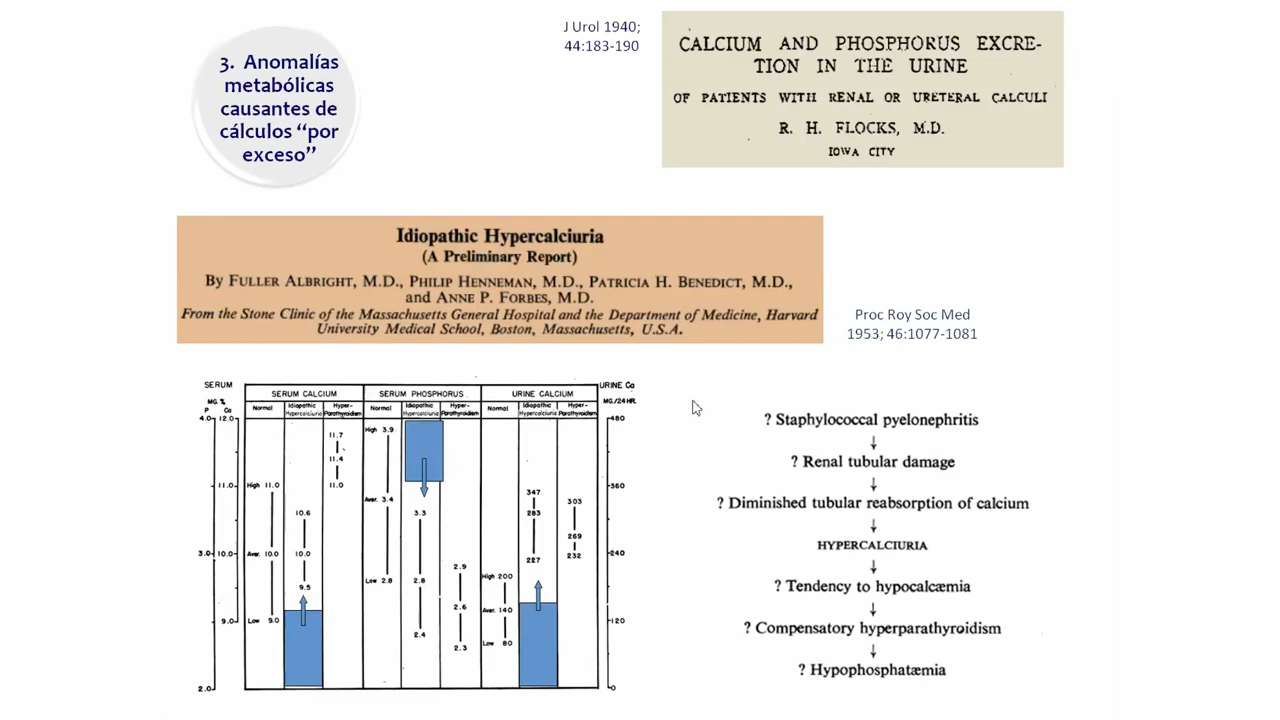 3. Anomalías
metabólicas
causantes de
cálculos “por
exceso”
J Urol 1940;
44:183-190
CALCIUM AND PHOSPHORUS EXCRE-
TION IN THE URINE
OF PATIENTS WITH RENAL OR URETERAL CALCULI
R. H. FLOCKS, M.D.
IOWA CITY
Idiopathic Hypercalciuria
(A Preliminary Report)
By FULLER ALBRIGHT, M.D., PHILIP HENNEMAN, M.D., PATRICIA H. BENEDICT, M.D.,
and ANNE P. FORBES, M.D.
From the Stone Clinic of the Massachusetts General Hospital and the Department of Medicine, Harvard
University Medical School, Boston, Massachusetts, U.S.A.
Proc Roy Soc Med
1953; 46:1077-1081
SERUM
MG.%
P Ca
4.0 12.0
11.0
3.0 10.0
9.0
2.0
SERUM CALCIUM
Normal
Idiopathic Hypercalciuria
Hyper-Parathyroidism
High 11.0
Aver. 10.0
Low 9.0
10.6
10.0
9.5
11.7
11.4
11.0
SERUM PHOSPHORUS
Normal
Idiopathic Hypercalciuria
Hyper-Parathyroidism
High 3.9
Aver. 3.4
Low 2.8
3.3
2.8
2.4
2.9
2.6
2.3
URINE CALCIUM
Normal
Idiopathic Hypercalciuria
Hyper-Parathyroidism
High 200
Aver. 140
Low 80
347
283
227
303
269
232
URINE Ca
MG./24 HR.
480
360
240
120
0
? Staphylococcal pyelonephritis
↓
? Renal tubular damage
↓
? Diminished tubular reabsorption of calcium
↓
HYPERCALCIURIA
↓
? Tendency to hypocalcæmia
↓
? Compensatory hyperparathyroidism
↓
? Hypophosphatæmia